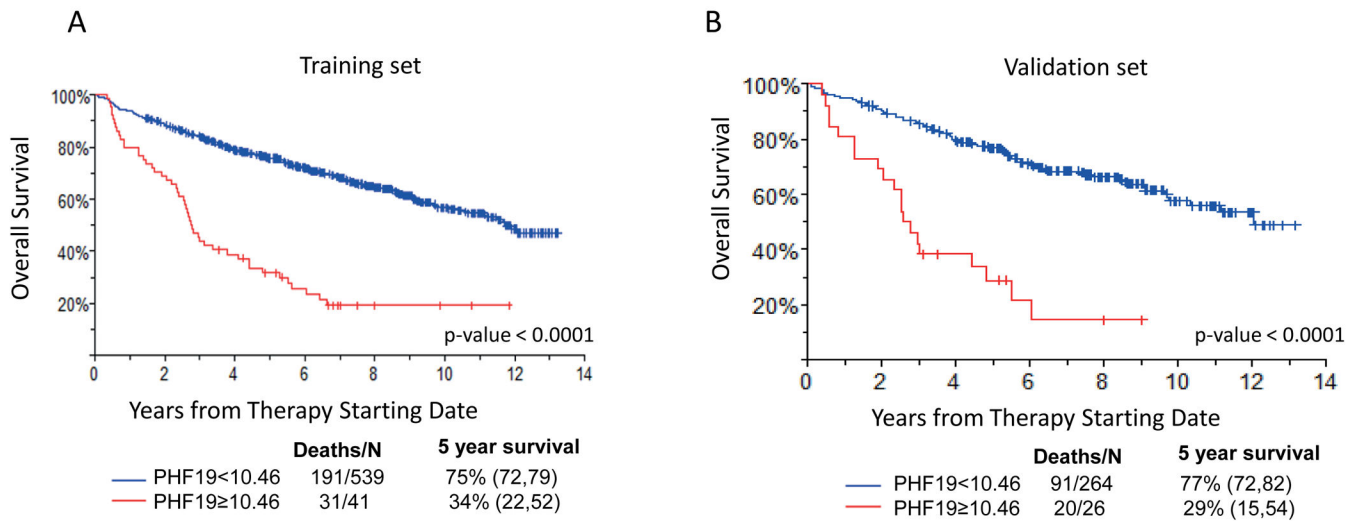 A
Training set
Overall Survival
100%
80%
60%
40%
20%
p-value < 0.0001
0 2 4 6 8 10 12 14
Years from Therapy Starting Date
Deaths/N 5 year survival
PHF19<10.46 191/539 75% (72,79)
PHF19≥10.46 31/41 34% (22,52)
B
Validation set
Overall Survival
100%
80%
60%
40%
20%
p-value < 0.0001
0 2 4 6 8 10 12 14
Years from Therapy Starting Date
Deaths/N 5 year survival
PHF19<10.46 91/264 77% (72,82)
PHF19≥10.46 20/26 29% (15,54)